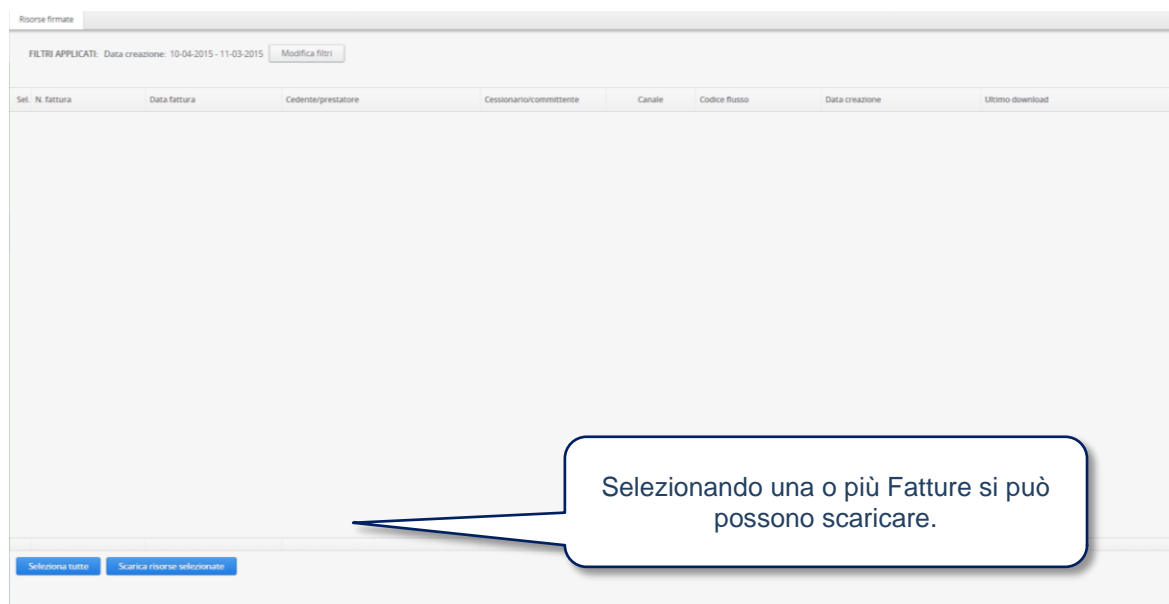 Risorse firmate
FILTRI APPLICATI: Data creazione: 10-04-2015 - 11-03-2015 Modifica filtri
Sel. N. fattura Data fattura Cedente/prestatore Cessionario/committente Canale Codice flusso Data creazione Ultimo download
Selezionando una o più Fatture si può
possono scaricare.
Seleziona tutte Scarica risorse selezionate